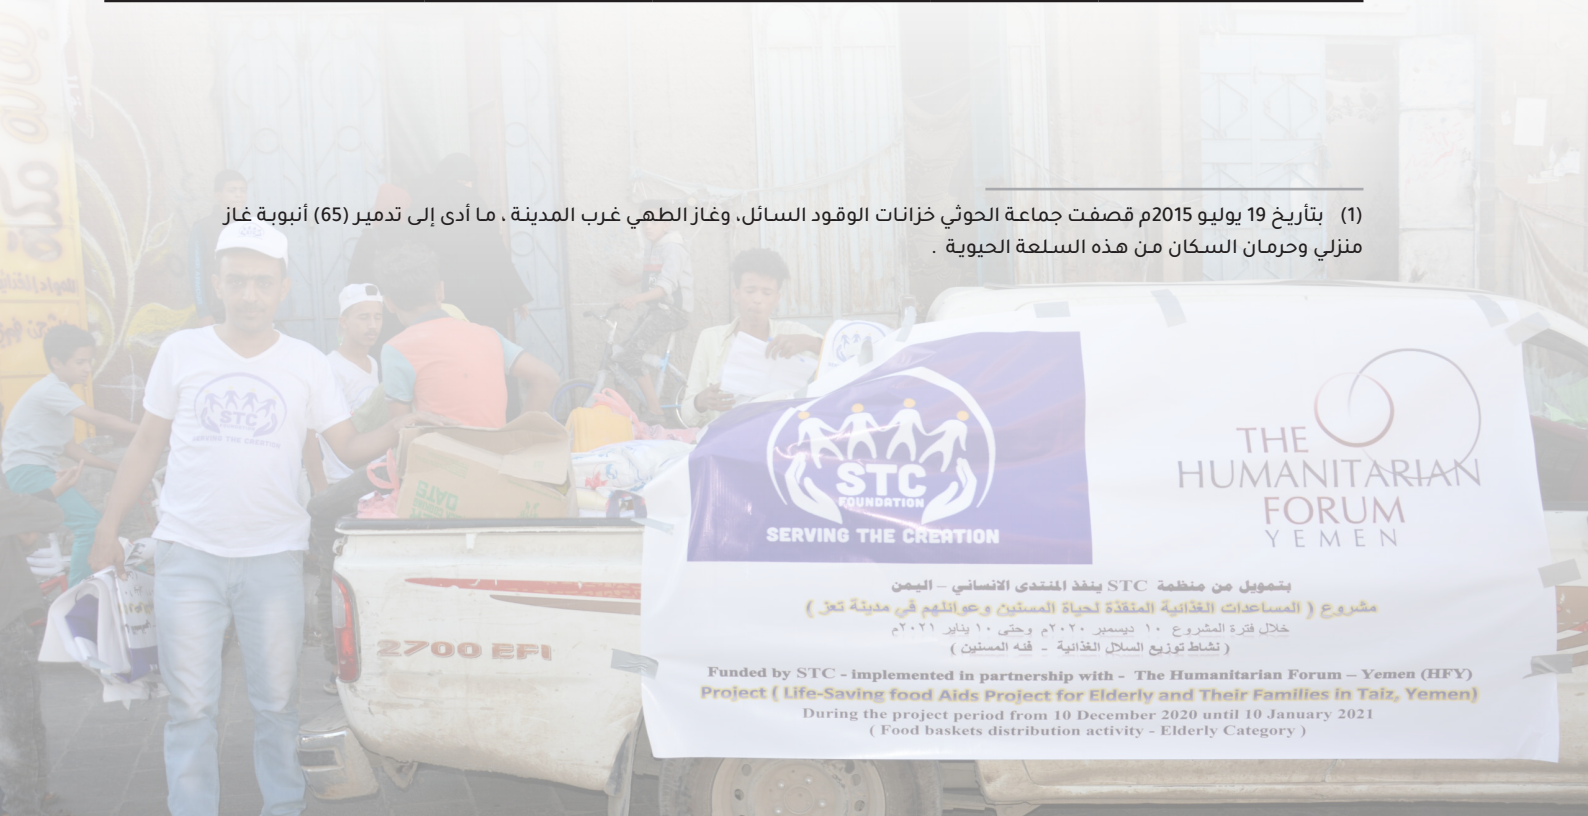 (1) بتأريخ 19 يوليو 2015م قصفت جماعة الحوثي خزانات الوقود السائل، وغاز الطهي غرب المدينة ، ما أدى إلى تدمير (65) أنبوبة غاز
منزلي وحرمان السكان من هذه السلعة الحيوية .
STC
SERVING THE CREATION
STC
FOUNDATION
SERVING THE CREATION
THE
HUMANITARIAN
FORUM
YEMEN
بتمويل من منظمة STC ينفذ المنتدى الانساني – اليمن
مشروع ( المساعدات الغذائية المنقذة لحياة المسنين وعوائلهم في مدينة تعز )
خلال فترة المشروع ١٠ ديسمبر ٢٠٢٠م وحتى ١٠ يناير ٢٠٢١م
( نشاط توزيع السلال الغذائية - فئه المسنين )
Funded by STC - implemented in partnership with - The Humanitarian Forum – Yemen (HFY)
Project ( Life-Saving food Aids Project for Elderly and Their Families in Taiz, Yemen)
During the project period from 10 December 2020 until 10 January 2021
( Food baskets distribution activity - Elderly Category )
2700 EFI